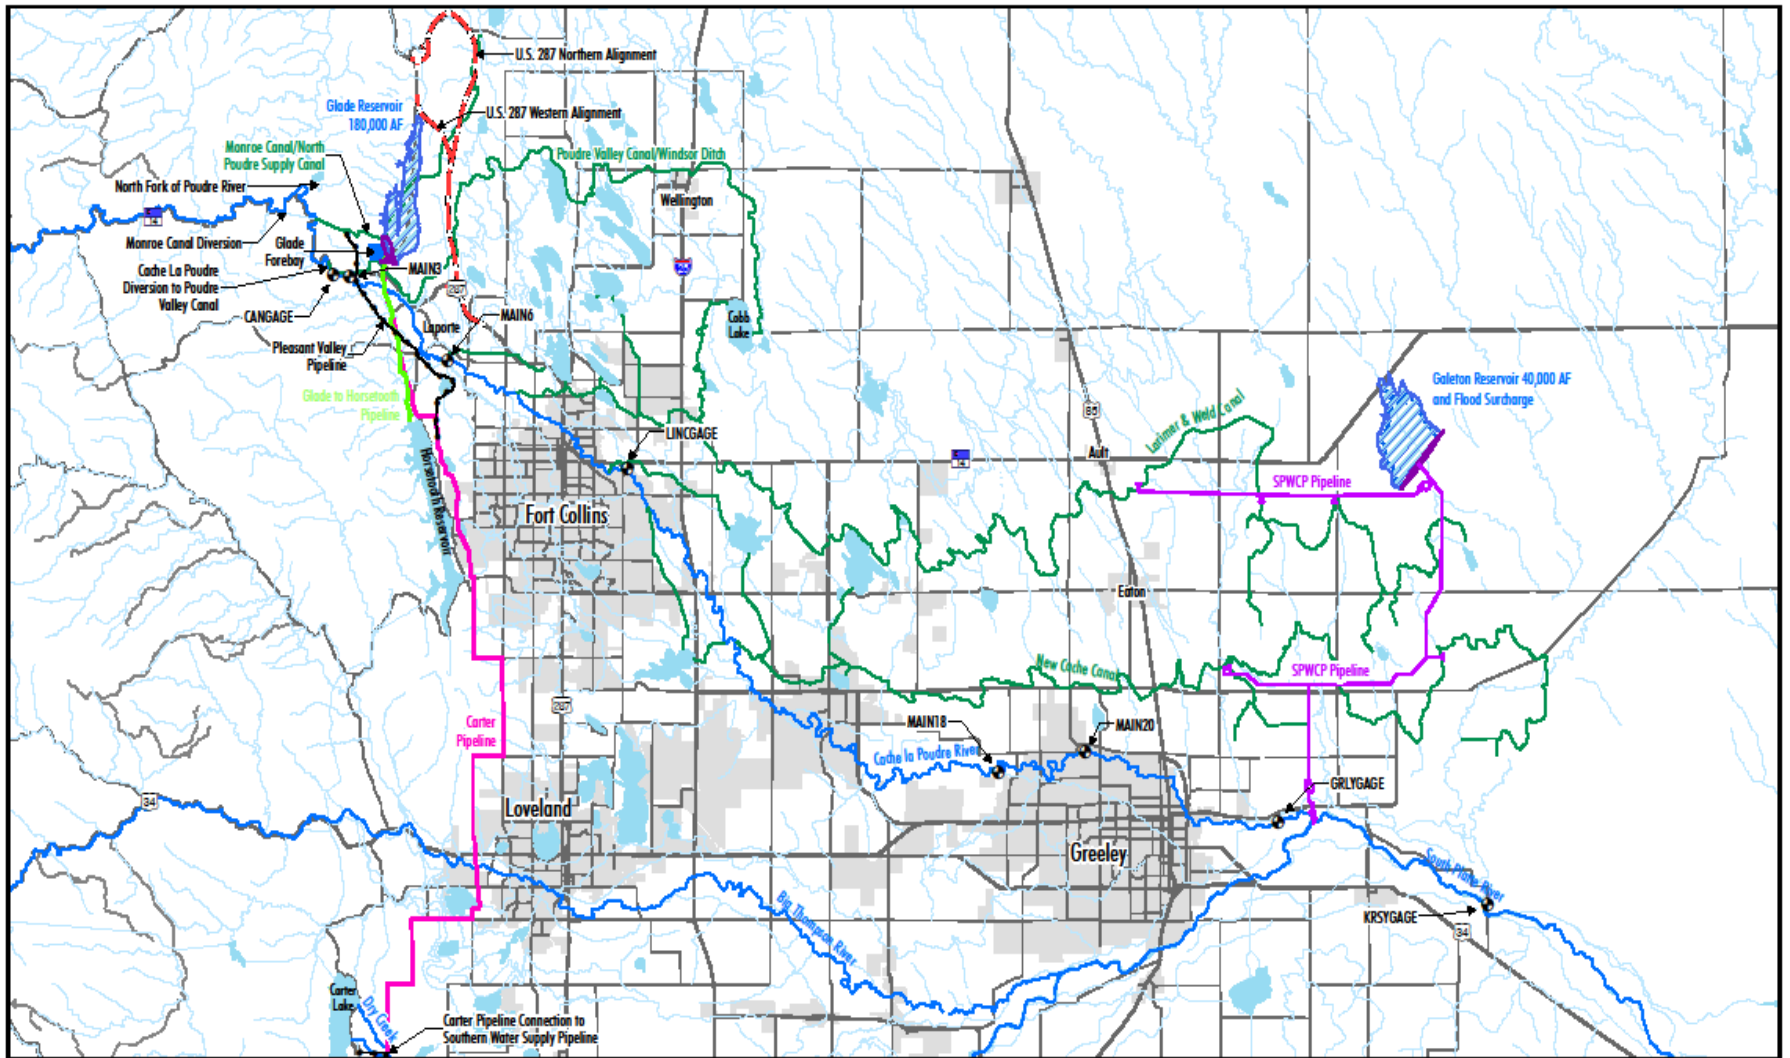 U.S. 287 Northern Alignment
Glade Reservoir
180,000 AF
U.S. 287 Western Alignment
Monroe Canal/North
Poudre Supply Canal
Poudre Valley Canal/Windsor Ditch
North Fork of Poudre River
Wellington
14
Monroe Canal Diversion
Glade
Forebay
Cache La Poudre
Diversion to Poudre
Valley Canal
MAIN3
287
CANGAGE
MAIN6
Laporte
Cobb
Lake
Pleasant Valley
Pipeline
Glade to Horsetooth
Pipeline
Galeton Reservoir 40,000 AF
and Flood Surcharge
85
Larimer & Weld Canal
LINCGAGE
Horsetooth Reservoir
14
Ault
SPWCP Pipeline
Fort Collins
Eaton
New Cache Canal
SPWCP Pipeline
287
Carter
Pipeline
MAIN18
MAIN20
Cache la Poudre River
GRLYGAGE
34
Loveland
Greeley
South Platte River
Big Thompson River
KRSYGAGE
34
Carter
Lake
Dry Creek
Carter Pipeline Connection to
Southern Water Supply Pipeline